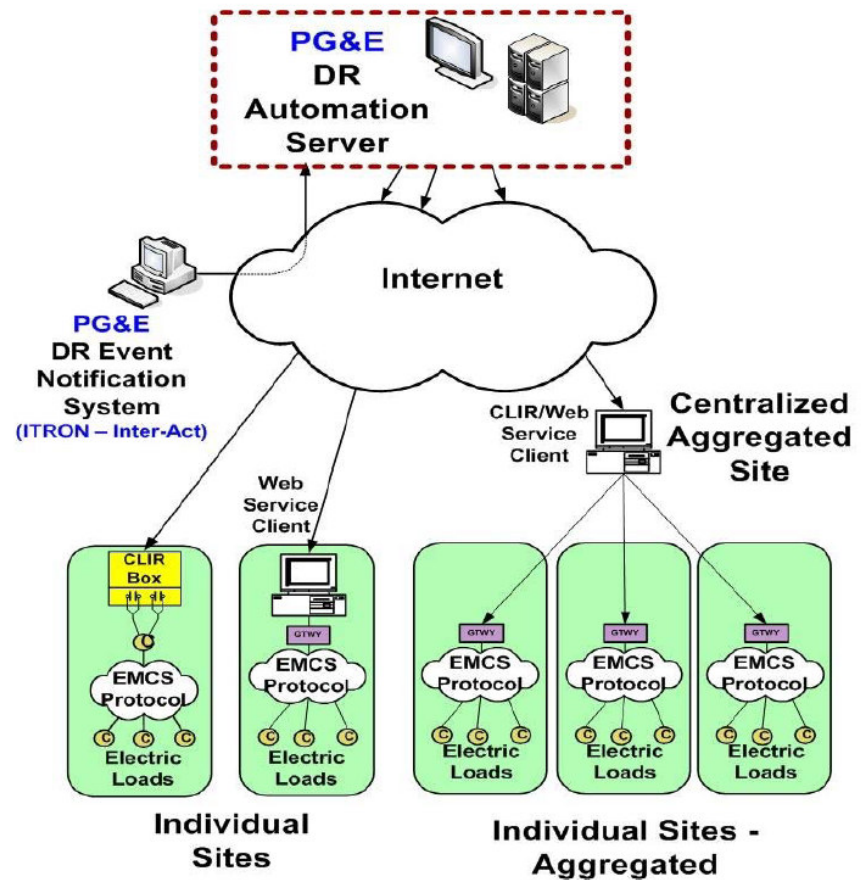 PG&E
DR
Automation
Server
Internet
PG&E
DR Event
Notification
System
(ITRON – Inter-Act)
CLIR/Web
Service
Client
Centralized
Aggregated
Site
Web
Service
Client
CLIR
Box
C
EMCS
Protocol
C C C
Electric
Loads
GTWY
EMCS
Protocol
C C C
Electric
Loads
Individual
Sites
GTWY
EMCS
Protocol
C C C
Electric
Loads
GTWY
EMCS
Protocol
C C C
Electric
Loads
GTWY
EMCS
Protocol
C C C
Electric
Loads
Individual Sites -
Aggregated